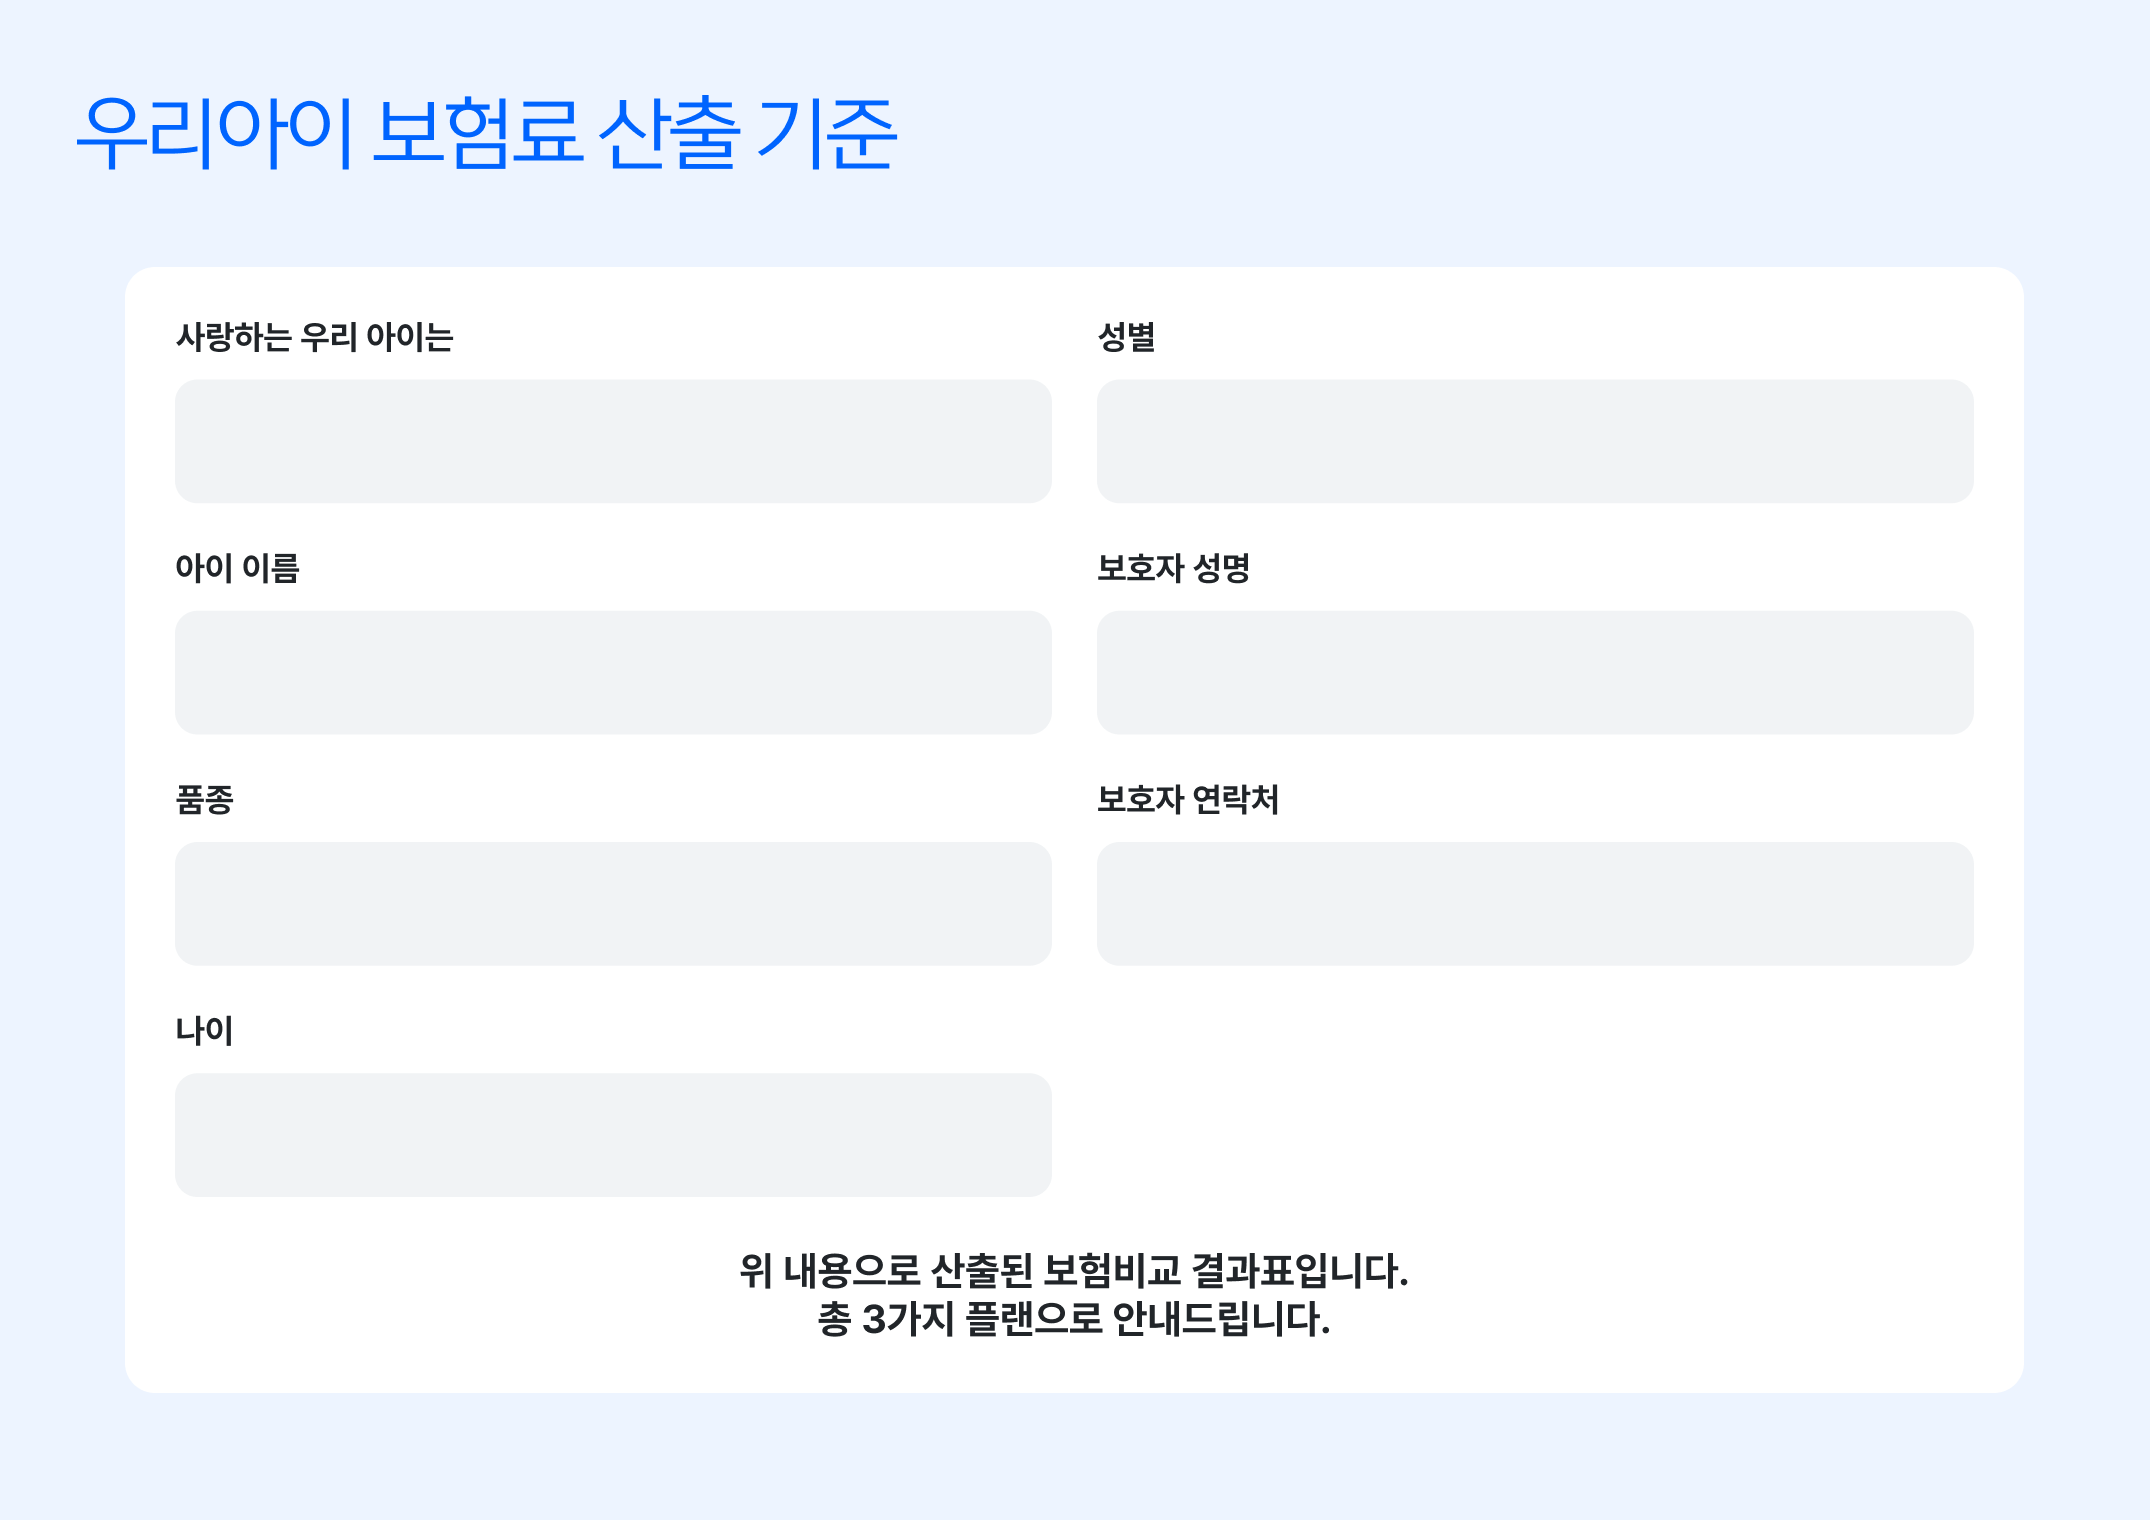 우리아이 보험료 산출 기준
사랑하는 우리 아이는
성별
아이 이름
보호자 성명
품종
보호자 연락처
나이
위 내용으로 산출된 보험비교 결과표입니다.
총 3가지 플랜으로 안내드립니다.